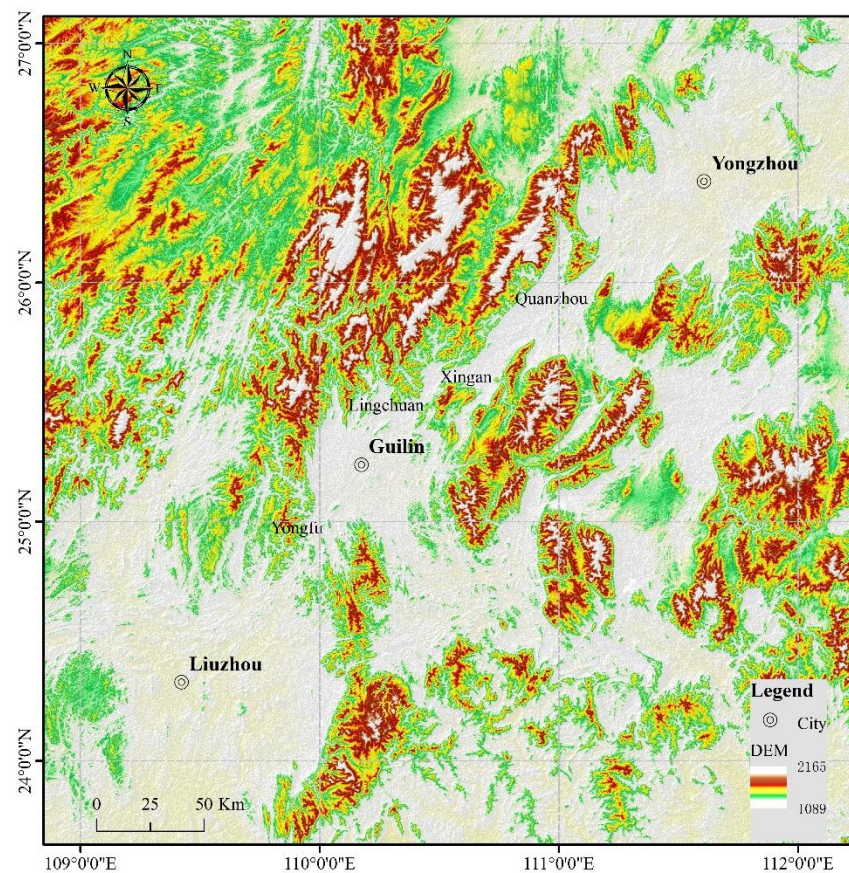 27°0'0"N
26°0'0"N
25°0'0"N
24°0'0"N
N
W
E
S
Yongzhou
Quanzhou
Xingan
Lingchuan
Guilin
Yongfu
Liuzhou
Legend
City
DEM
2165
1089
0 25 50 Km
109°0'0"E 110°0'0"E 111°0'0"E 112°0'0"E